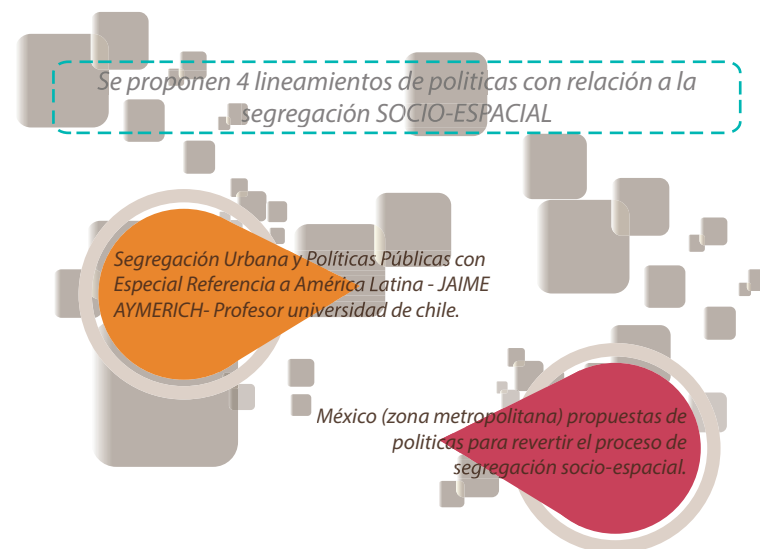 Se proponen 4 lineamientos de politicas con relación a la
segregación SOCIO-ESPACIAL
Segregación Urbana y Políticas Públicas con
Especial Referencia a América Latina - JAIME
AYMERICH- Profesor universidad de chile.
México (zona metropolitana) propuestas de
politicas para revertir el proceso de
segregación socio-espacial.